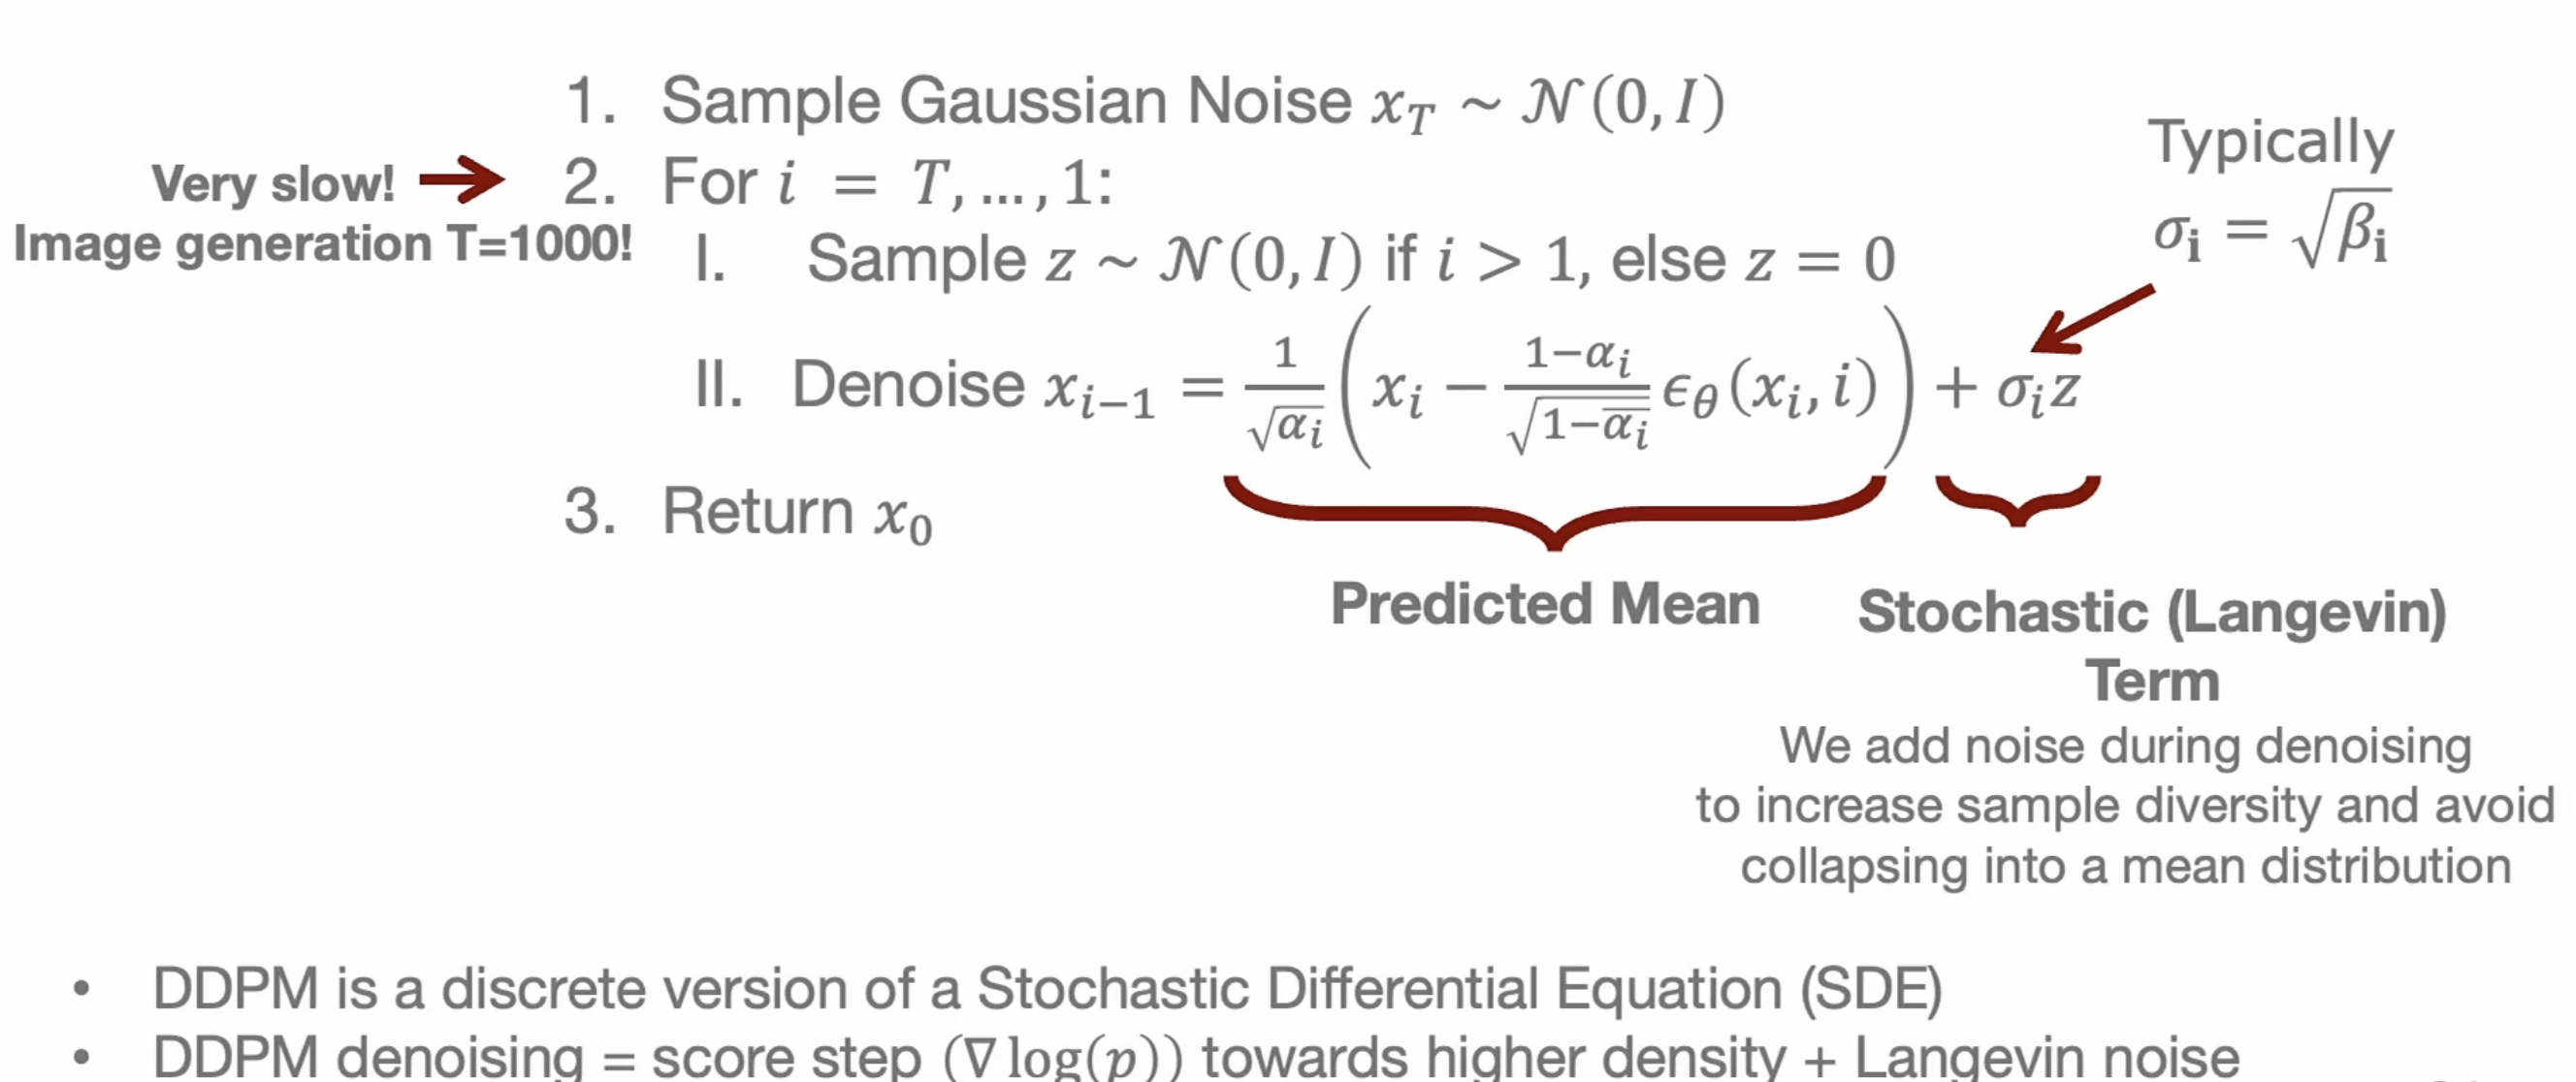 1. Sample Gaussian Noise x_T ~ 𝒩(0, I)
Typically
Very slow! → 2. For i = T, … , 1:
σ_i = √β_i
Image generation T=1000!
I. Sample z ~ 𝒩(0, I) if i > 1, else z = 0
II. Denoise x_{i−1} = 1/√α_i (x_i − (1−α_i)/√(1−α̅_i) ϵ_θ(x_i, i)) + σ_i z
3. Return x_0
Predicted Mean
Stochastic (Langevin)
Term
We add noise during denoising
to increase sample diversity and avoid
collapsing into a mean distribution
• DDPM is a discrete version of a Stochastic Differential Equation (SDE)
• DDPM denoising = score step (∇ log(p)) towards higher density + Langevin noise